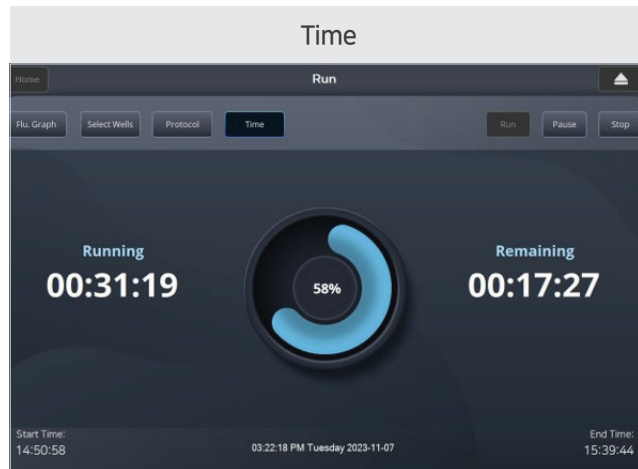 Time
Home Run
Flu. Graph Select Wells Protocol Time Run Pause Stop
Running Remaining
00:31:19 58% 00:17:27
Start Time: End Time:
14:50:58 03:22:18 PM Tuesday 2023-11-07 15:39:44